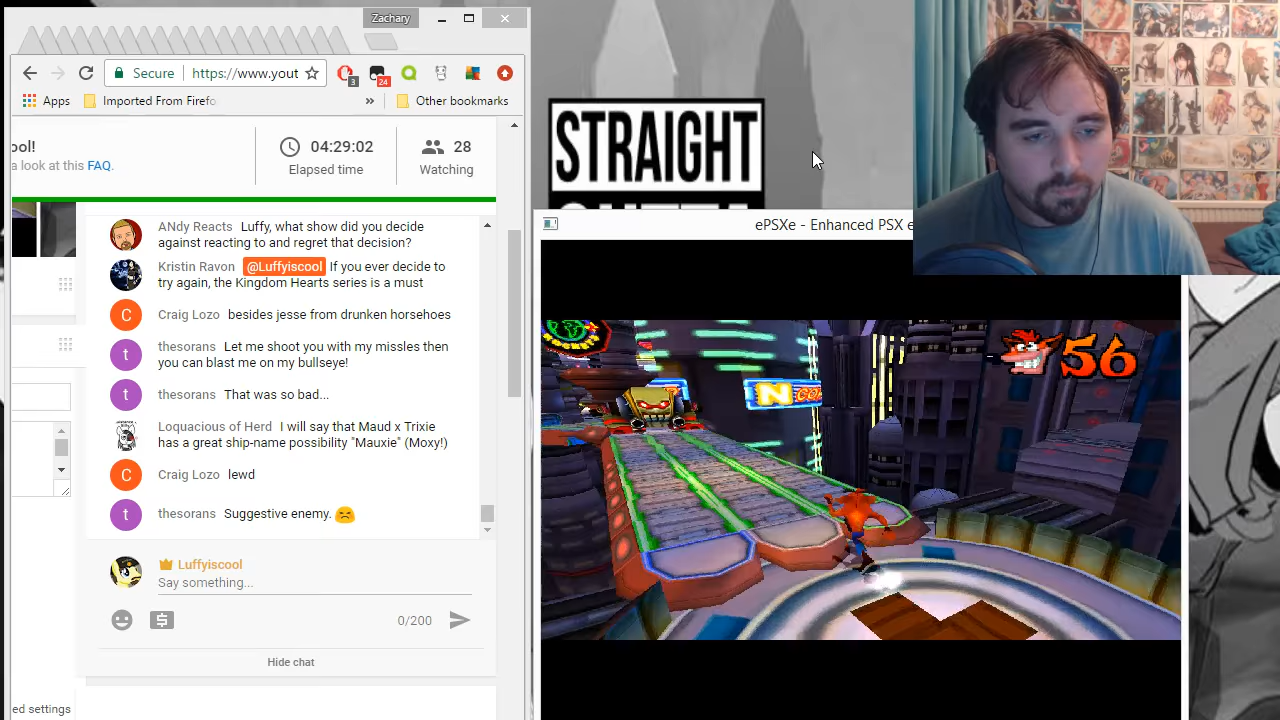 Zachary
Secure
https://www.yout
3
24
Apps
Imported From Firefo
»
Other bookmarks
ool!
a look at this FAQ.
04:29:02
Elapsed time
28
Watching
ANdy Reacts Luffy, what show did you decide
against reacting to and regret that decision?
Kristin Ravon @Luffyiscool If you ever decide to
try again, the Kingdom Hearts series is a must
C
Craig Lozo besides jesse from drunken horsehoes
t
thesorans Let me shoot you with my missles then
you can blast me on my bullseye!
t
thesorans That was so bad...
Loquacious of Herd I will say that Maud x Trixie
has a great ship-name possibility "Mauxie" (Moxy!)
C
Craig Lozo lewd
t
thesorans Suggestive enemy. 😣
Luffyiscool
Say something...
0/200
Hide chat
ed settings
STRAIGHT
ePSXe - Enhanced PSX e
56
N